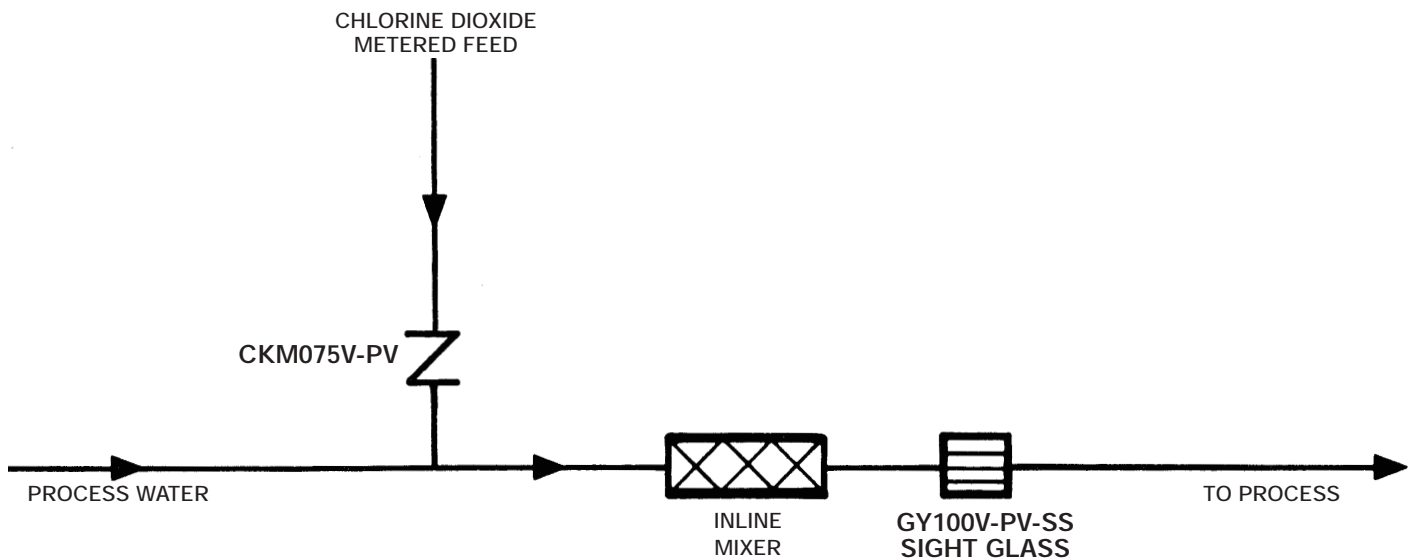 CHLORINE DIOXIDE
METERED FEED
CKM075V-PV
PROCESS WATER
INLINE
MIXER
GY100V-PV-SS
SIGHT GLASS
TO PROCESS